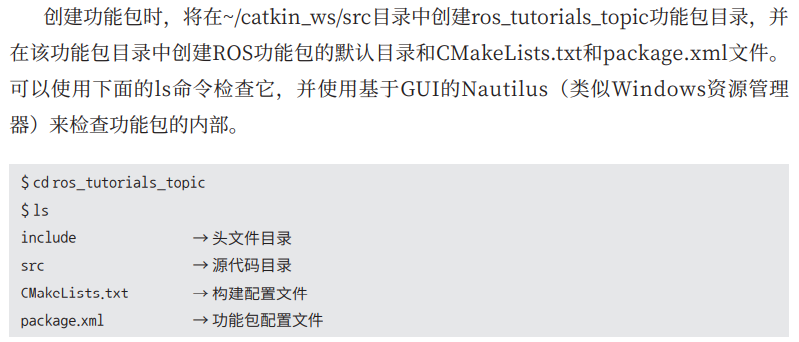 创建功能包时，将在~/catkin_ws/src目录中创建ros_tutorials_topic功能包目录，并
在该功能包目录中创建ROS功能包的默认目录和CMakeLists.txt和package.xml文件。
可以使用下面的ls命令检查它，并使用基于GUI的Nautilus（类似Windows资源管理
器）来检查功能包的内部。
$ cd ros_tutorials_topic
$ ls
include → 头文件目录
src → 源代码目录
CMakeLists.txt → 构建配置文件
package.xml → 功能包配置文件